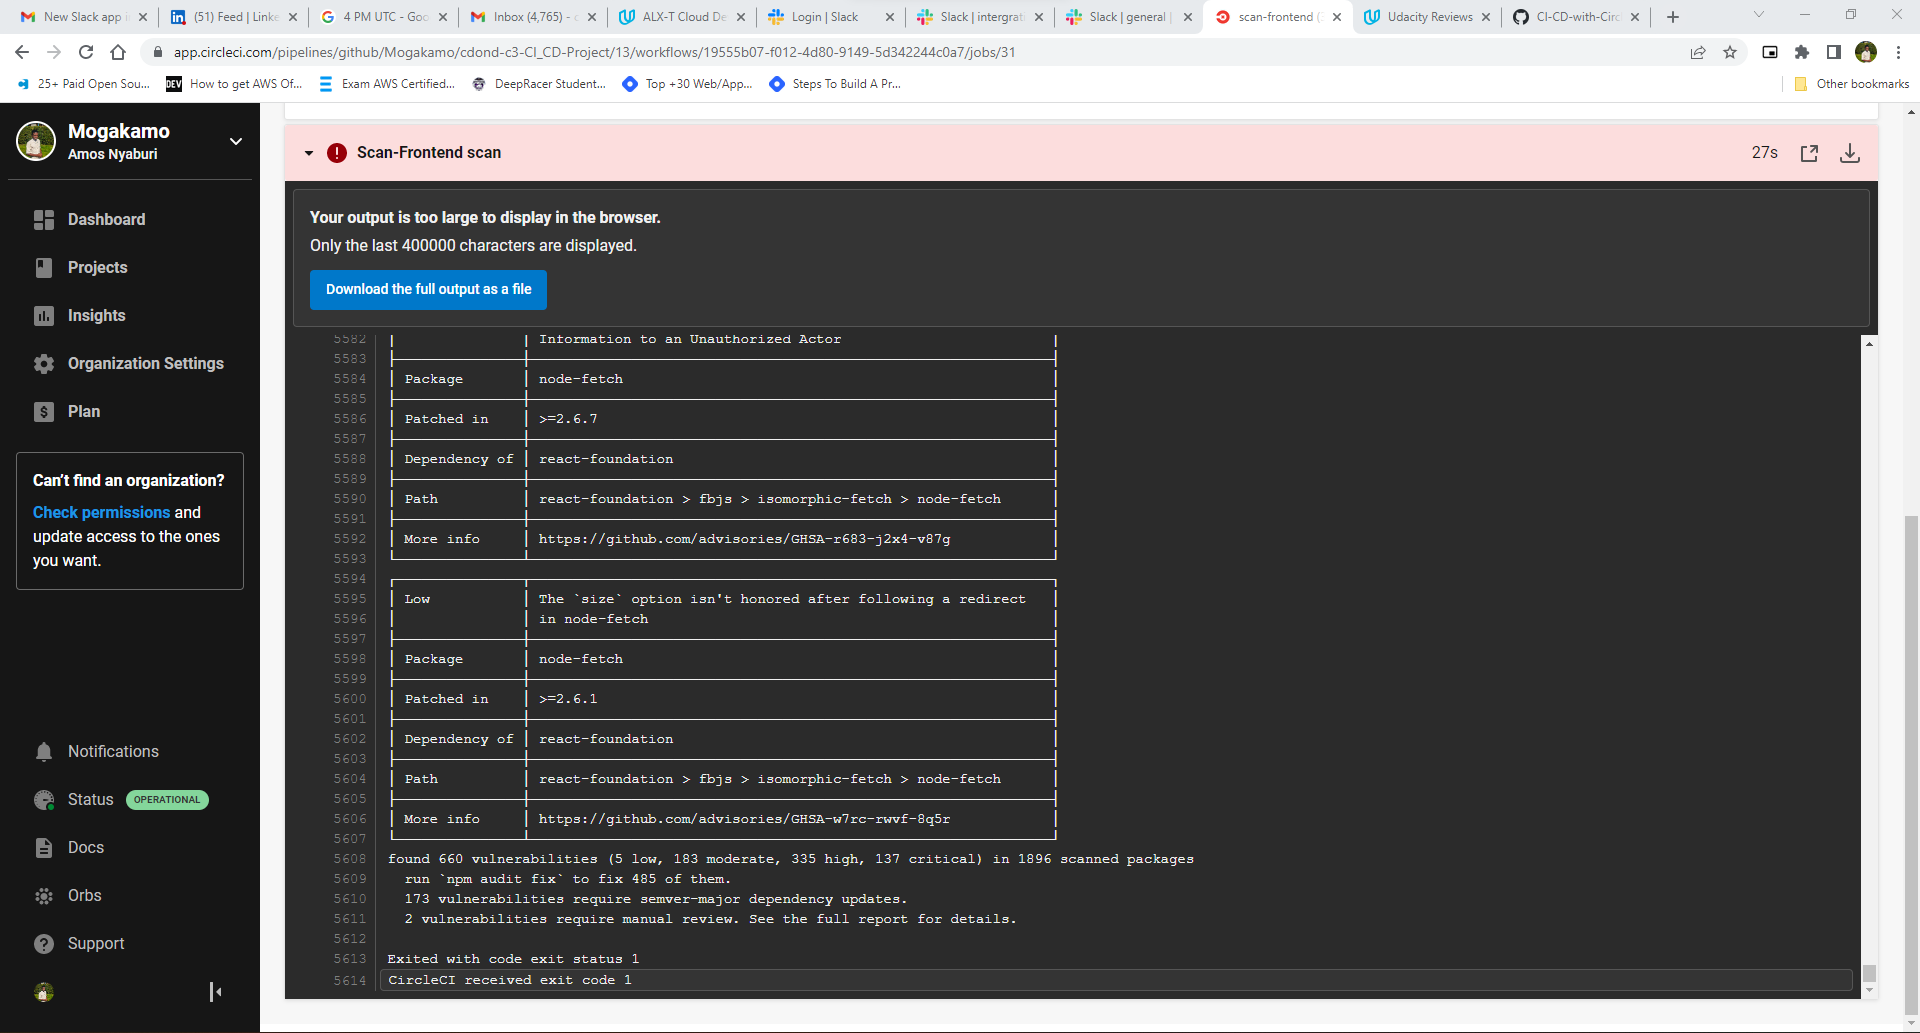 New Slack app i
(51) Feed | Linke
4 PM UTC - Goo
Inbox (4,765) - c
ALX-T Cloud De
Login | Slack
Slack | intergrati
Slack | general |
scan-frontend (3
Udacity Reviews
CI-CD-with-Circ
app.circleci.com/pipelines/github/Mogakamo/cdond-c3-CI_CD-Project/13/workflows/19555b07-f012-4d80-9149-5d342244c0a7/jobs/31
25+ Paid Open Sou...
DEV
How to get AWS Of...
Exam AWS Certified...
DeepRacer Student...
Top +30 Web/App...
Steps To Build A Pr...
Other bookmarks
Mogakamo
Amos Nyaburi
Dashboard
Projects
Insights
Organization Settings
Plan
Can't find an organization?
Check permissions and
update access to the ones
you want.
Notifications
Status OPERATIONAL
Docs
Orbs
Support
Scan-Frontend scan
27s
Your output is too large to display in the browser.
Only the last 400000 characters are displayed.
Download the full output as a file
5582 Information to an Unauthorized Actor
5583
5584 Package node-fetch
5585
5586 Patched in >=2.6.7
5587
5588 Dependency of react-foundation
5589
5590 Path react-foundation > fbjs > isomorphic-fetch > node-fetch
5591
5592 More info https://github.com/advisories/GHSA-r683-j2x4-v87g
5593
5594
5595 Low The `size` option isn't honored after following a redirect
5596 in node-fetch
5597
5598 Package node-fetch
5599
5600 Patched in >=2.6.1
5601
5602 Dependency of react-foundation
5603
5604 Path react-foundation > fbjs > isomorphic-fetch > node-fetch
5605
5606 More info https://github.com/advisories/GHSA-w7rc-rwvf-8q5r
5607
5608 found 660 vulnerabilities (5 low, 183 moderate, 335 high, 137 critical) in 1896 scanned packages
5609 run `npm audit fix` to fix 485 of them.
5610 173 vulnerabilities require semver-major dependency updates.
5611 2 vulnerabilities require manual review. See the full report for details.
5612
5613 Exited with code exit status 1
5614 CircleCI received exit code 1